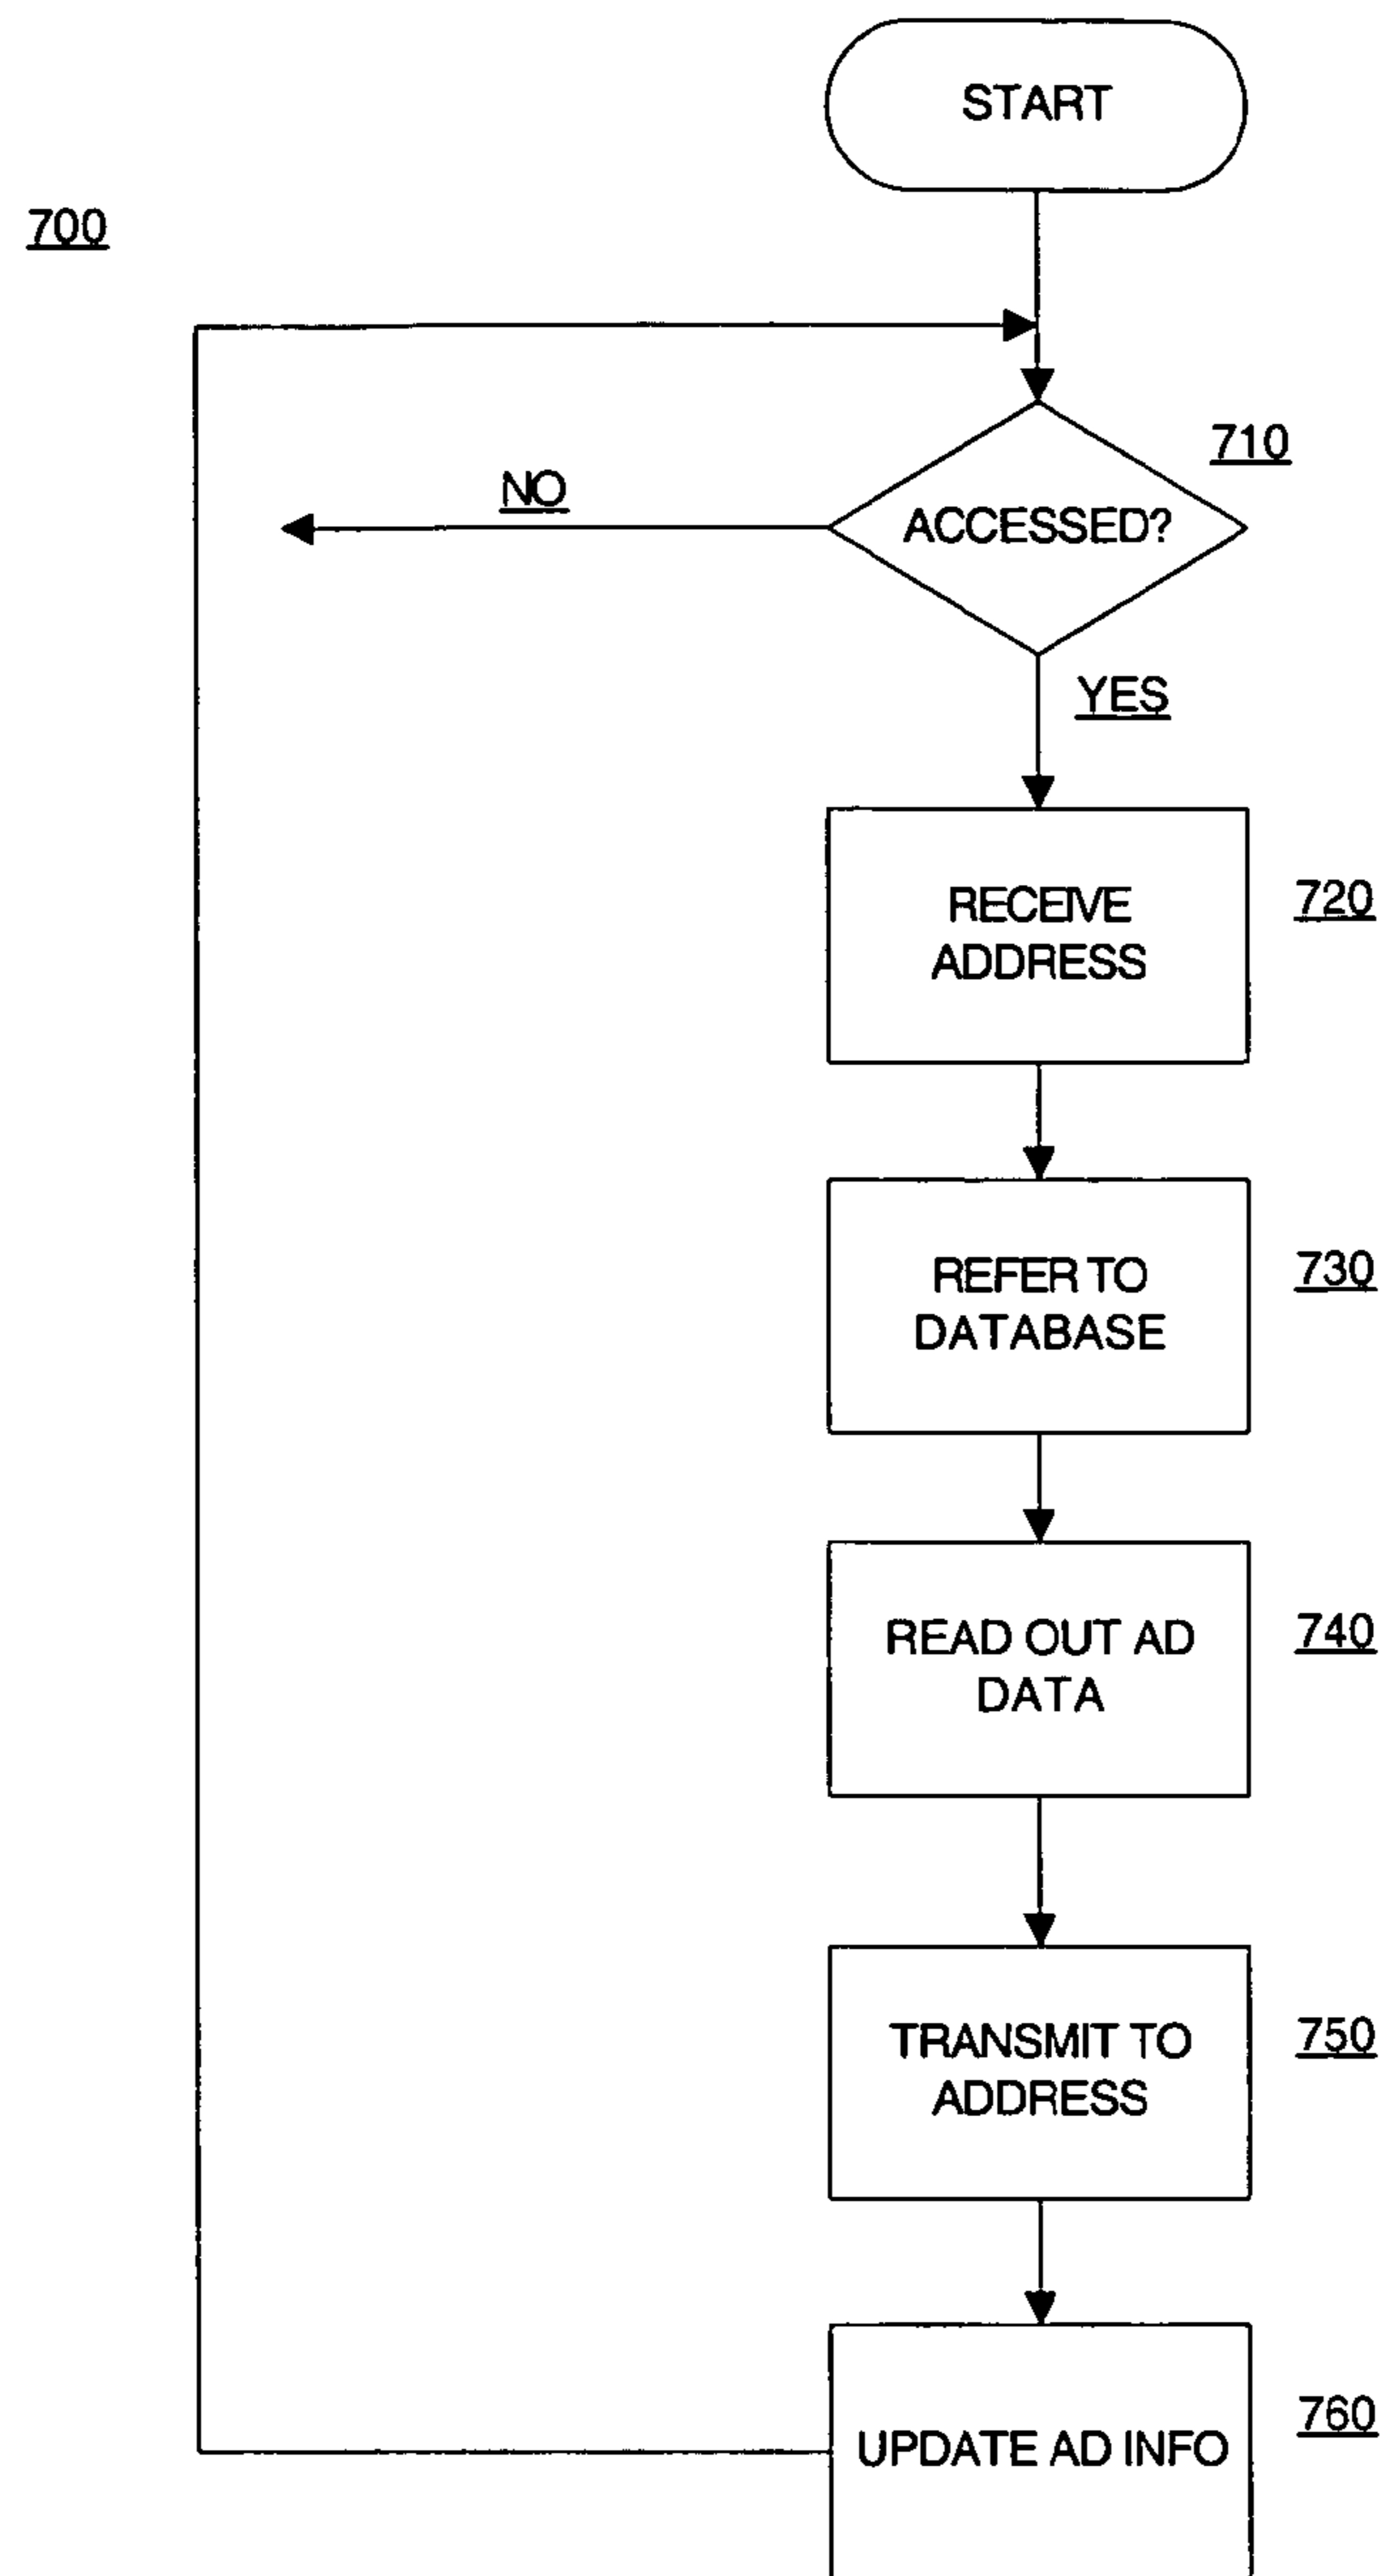 START
700
710
NO
ACCESSED?
YES
RECEIVE
ADDRESS
720
REFER TO
DATABASE
730
READ OUT AD
DATA
740
TRANSMIT TO
ADDRESS
750
UPDATE AD INFO
760